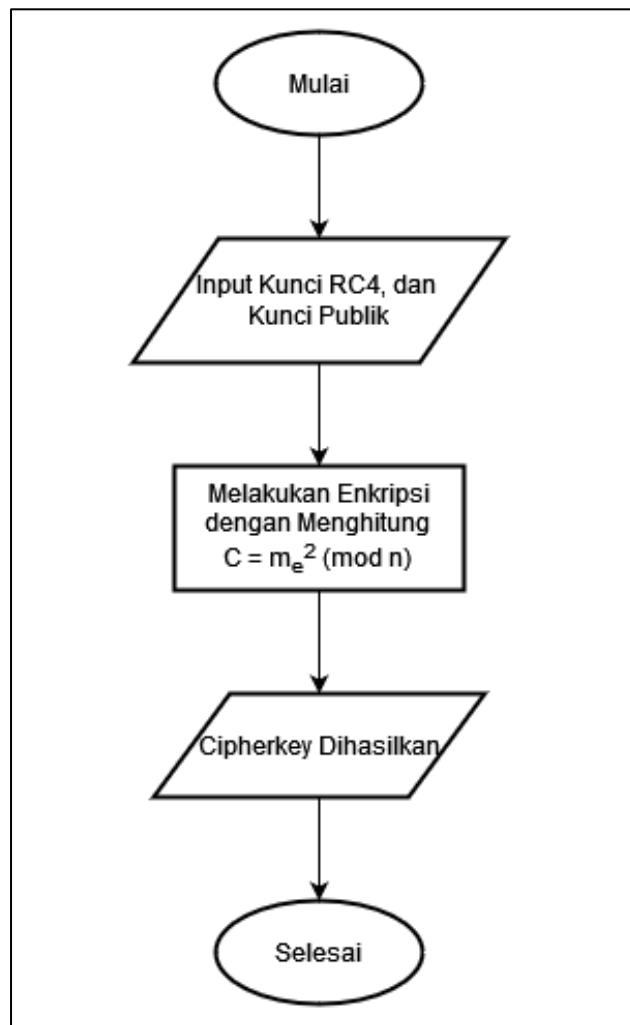 Mulai
Input Kunci RC4, dan
Kunci Publik
Melakukan Enkripsi
dengan Menghitung
C = mₑ² (mod n)
Cipherkey Dihasilkan
Selesai